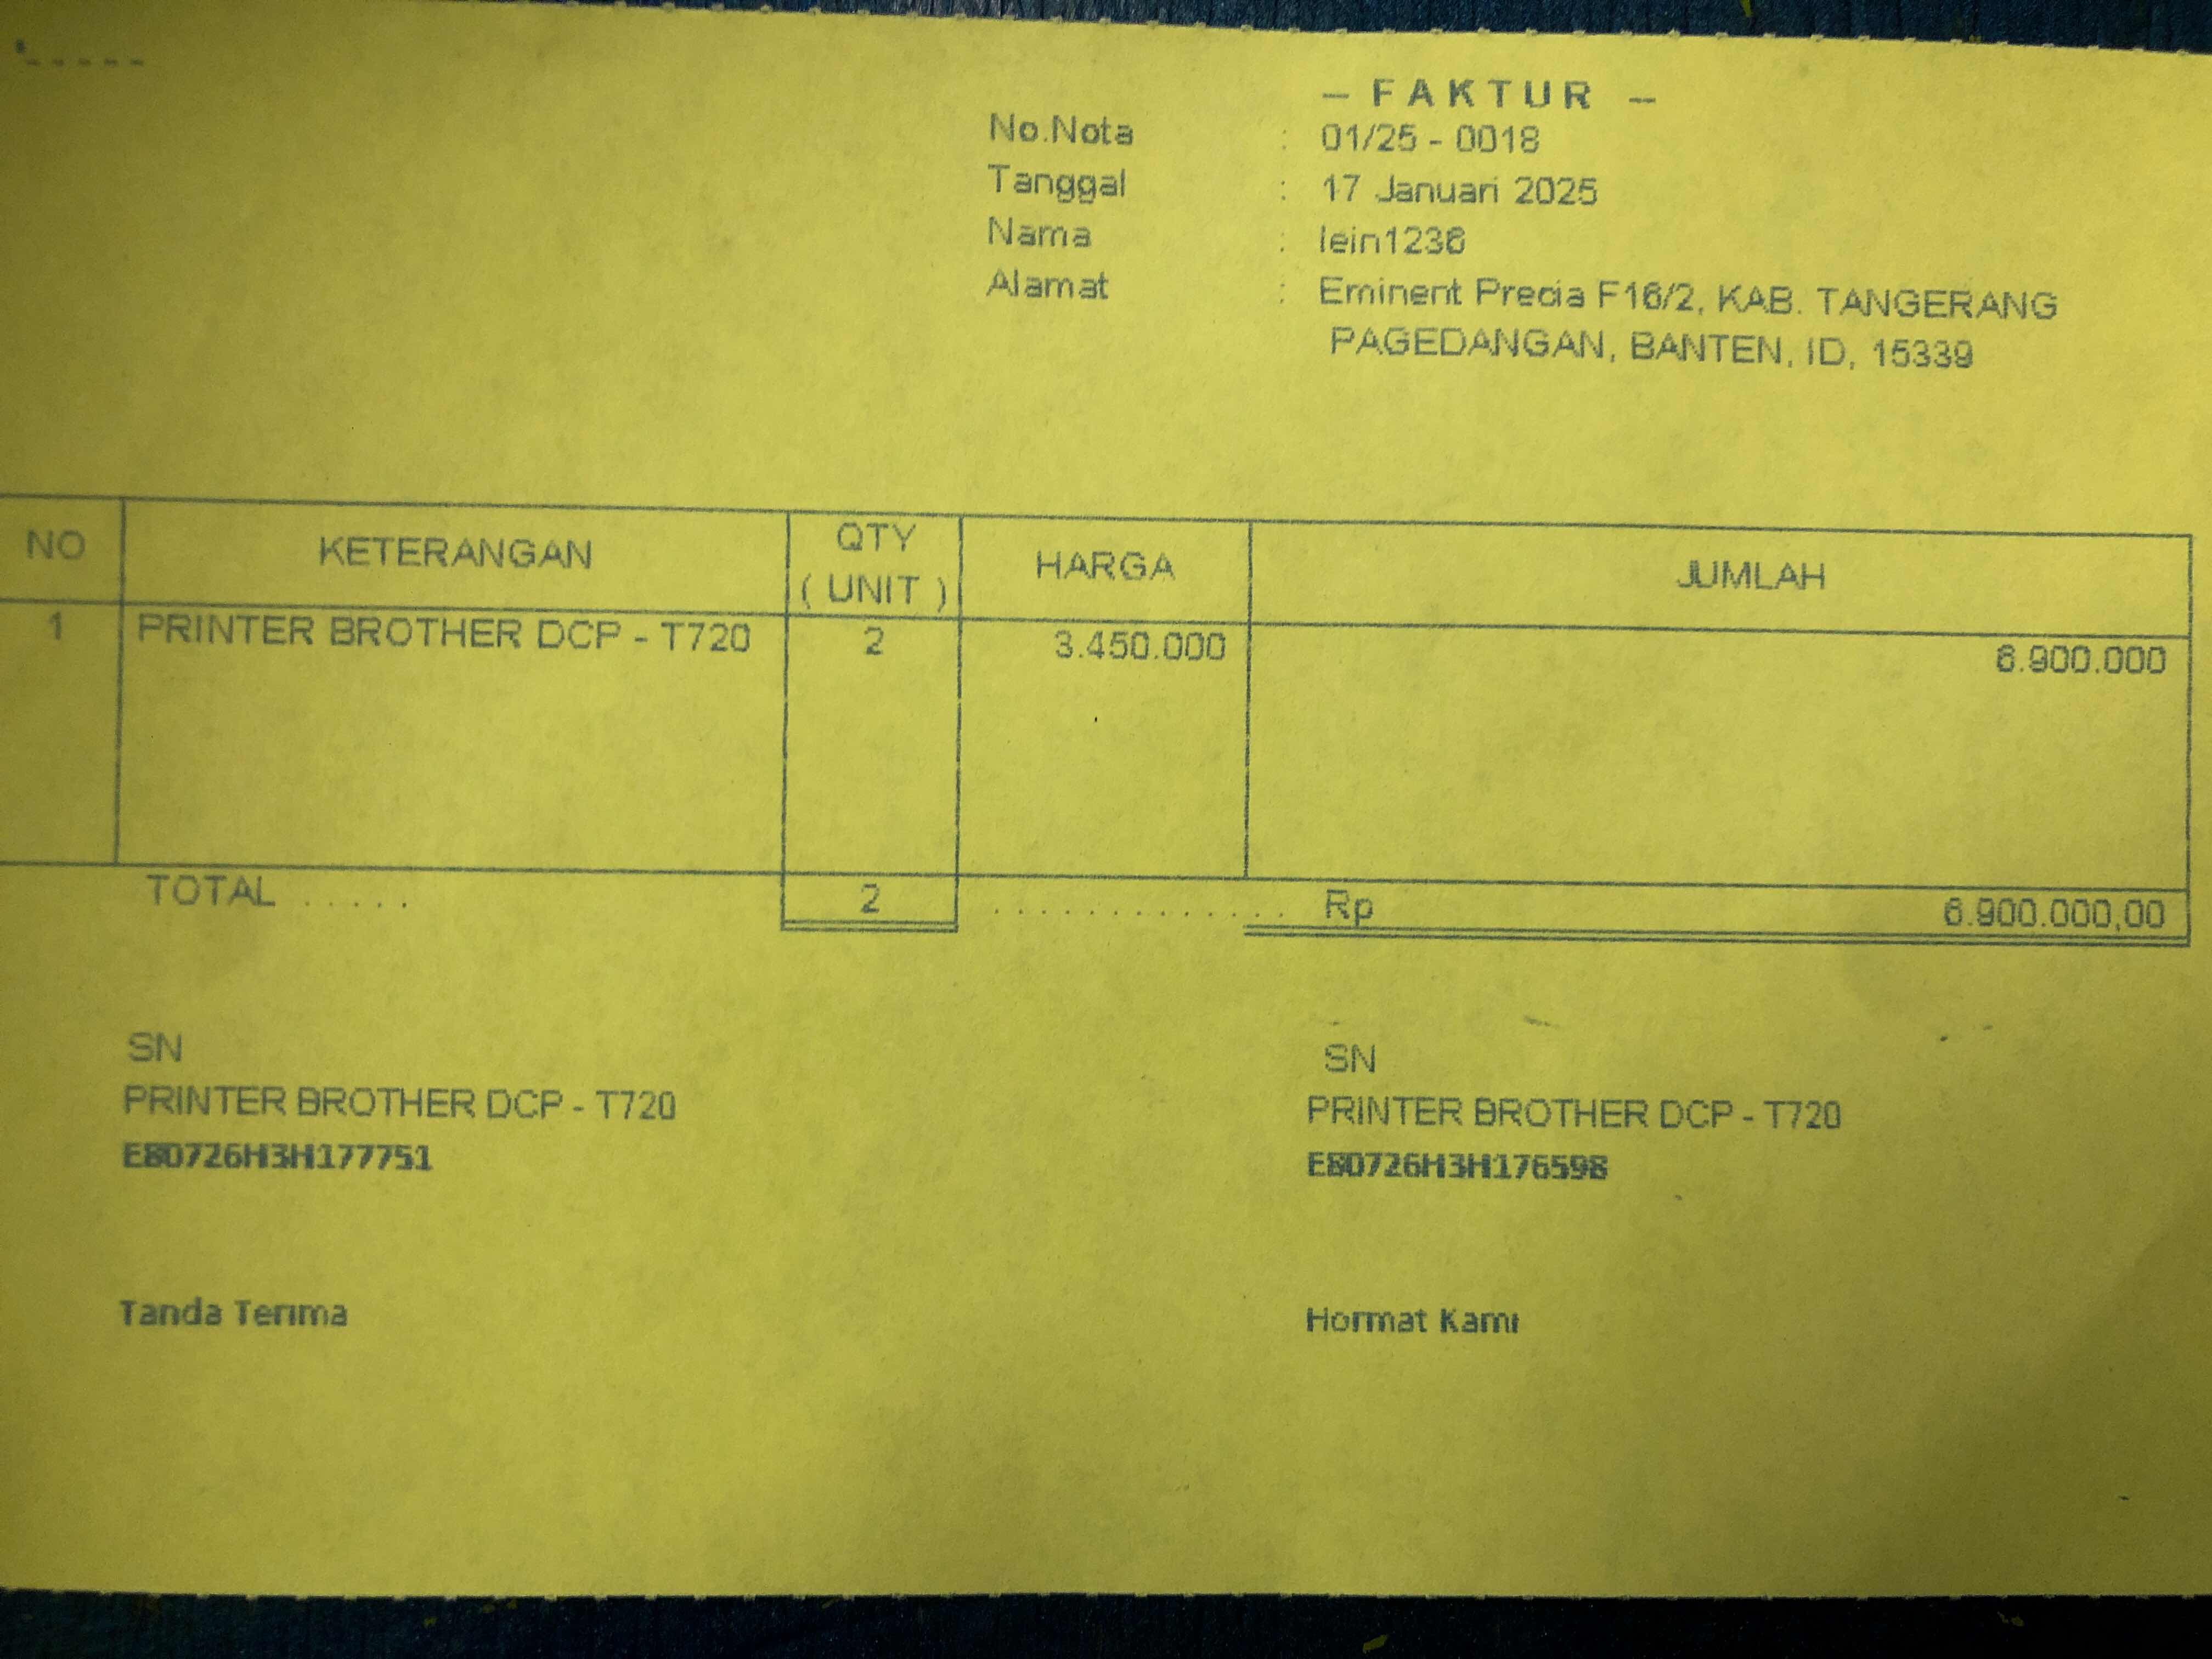 – FAKTUR –
No.Nota : 01/25 - 0018
Tanggal : 17 Januari 2025
Nama : lein1236
Alamat : Eminent Precia F16/2, KAB. TANGERANG
PAGEDANGAN, BANTEN, ID, 15339
NO KETERANGAN QTY ( UNIT ) HARGA JUMLAH
1 PRINTER BROTHER DCP - T720 2 3.450.000 6.900.000
TOTAL ..... 2 .............. Rp 6.900.000,00
SN SN
PRINTER BROTHER DCP - T720 PRINTER BROTHER DCP - T720
E80726H3H177751 E80726H3H176598
Tanda Terima Hormat Kami